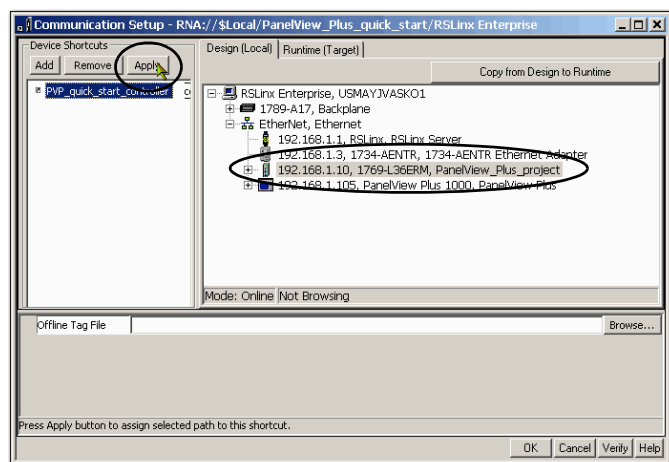 Communication Setup - RNA://$Local/PanelView_Plus_quick_start/RSLinx Enterprise
Device Shortcuts
Add Remove Apply
PVP_quick_start_controller
Design (Local) Runtime (Target)
Copy from Design to Runtime
RSLinx Enterprise, USMAYJVASKO1
1789-A17, Backplane
EtherNet, Ethernet
192.168.1.1, RSLinx, RSLinx Server
192.168.1.3, 1734-AENTR, 1734-AENTR Ethernet Adapter
192.168.1.10, 1769-L36ERM, PanelView_Plus_project
192.168.1.105, PanelView Plus 1000, PanelView Plus
Mode: Online Not Browsing
Offline Tag File
Browse...
Press Apply button to assign selected path to this shortcut.
OK Cancel Verify Help